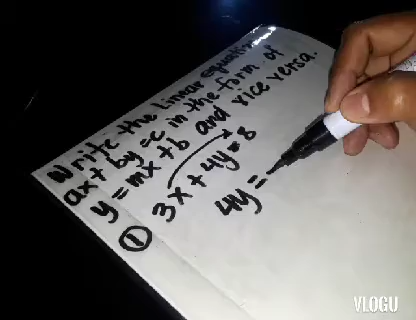 Write the linear equation
ax + by = c in the form of
y = mx + b and vice versa.
① 3x + 4y = 8
4y =
VLOGU